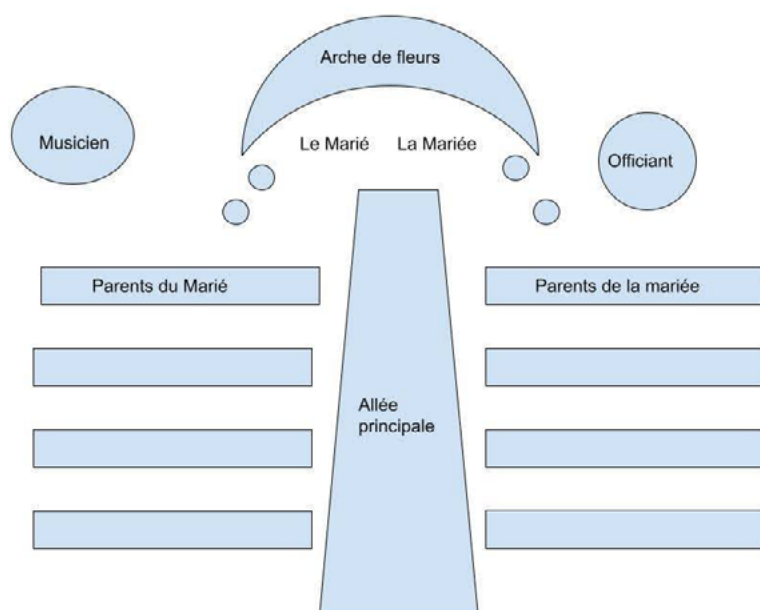 Arche de fleurs
Musicien
Le Marié
La Mariée
Officiant
Parents du Marié
Parents de la mariée
Allée
principale